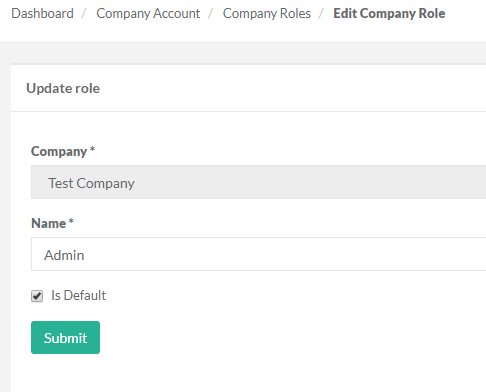 Dashboard / Company Account / Company Roles / Edit Company Role
Update role
Company *
Test Company
Name *
Admin
Is Default
Submit